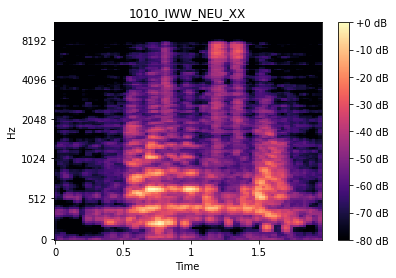 1010_IWW_NEU_XX
8192
4096
2048
1024
512
0
Hz
0
0.5
1
1.5
Time
+0 dB
-10 dB
-20 dB
-30 dB
-40 dB
-50 dB
-60 dB
-70 dB
-80 dB